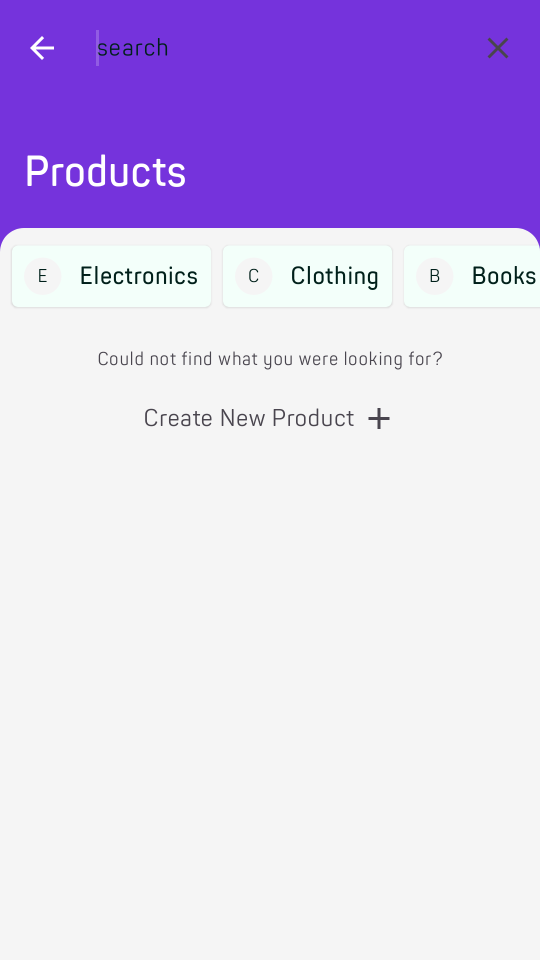 search
Products
E Electronics C Clothing B Books
Could not find what you were looking for?
Create New Product